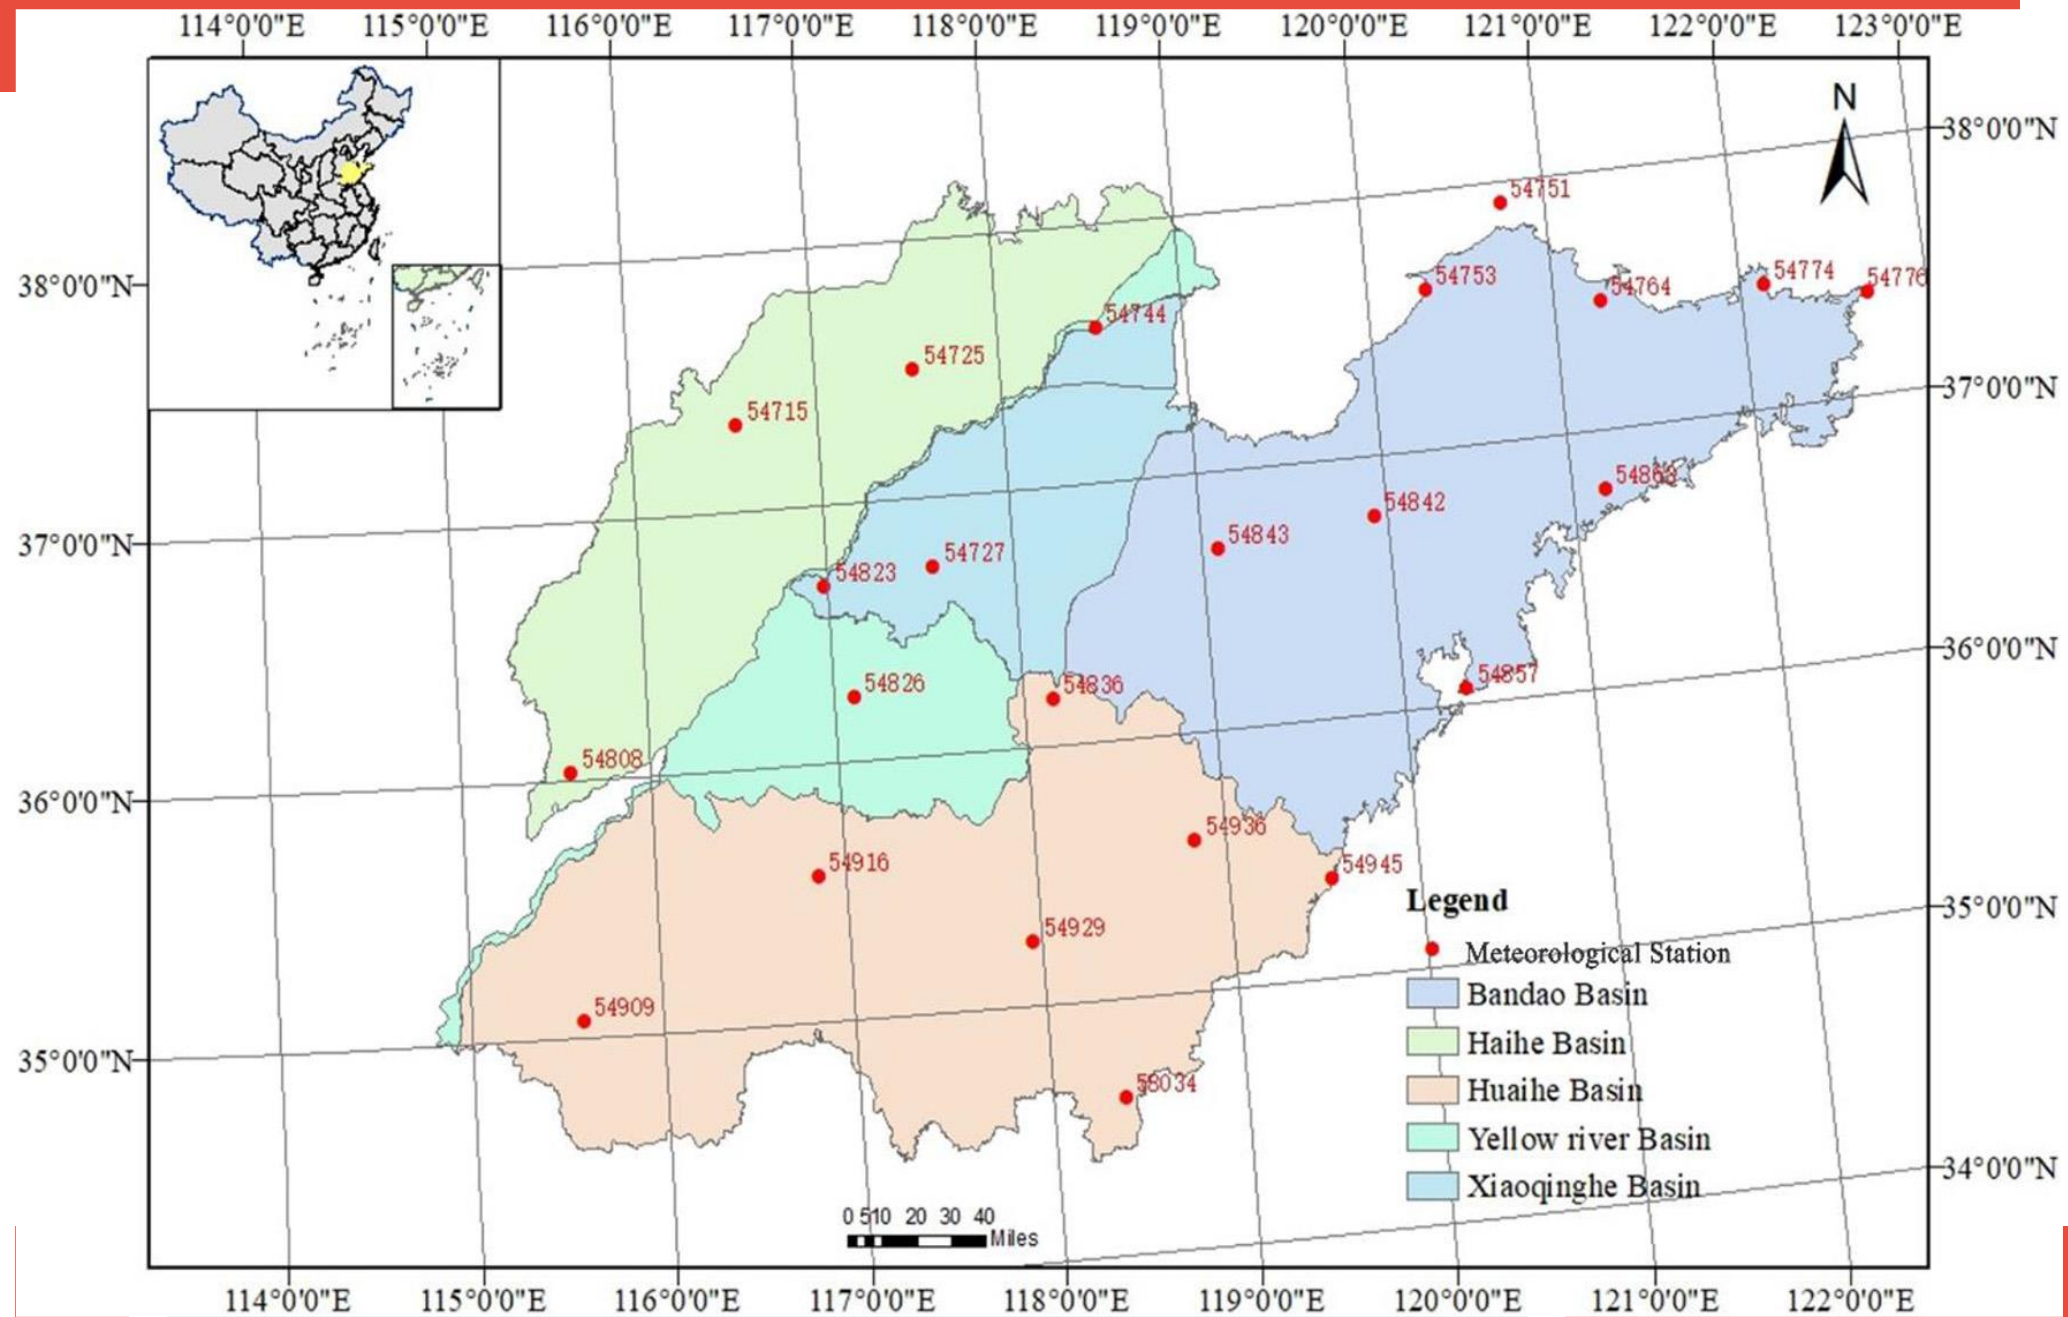 114°0'0"E 115°0'0"E 116°0'0"E 117°0'0"E 118°0'0"E 119°0'0"E 120°0'0"E 121°0'0"E 122°0'0"E 123°0'0"E
N
38°0'0"N
54751
54753
54764
54774
54776
38°0'0"N
54744
54725
37°0'0"N
54715
54863
54842
54843
37°0'0"N
54727
54823
36°0'0"N
54857
54826
54836
54808
36°0'0"N
54936
54916
54945
Legend
35°0'0"N
54929
Meteorological Station
Bandao Basin
54909
Haihe Basin
35°0'0"N
58034
Huaihe Basin
Yellow river Basin
34°0'0"N
Xiaoqinghe Basin
0 510 20 30 40
Miles
114°0'0"E 115°0'0"E 116°0'0"E 117°0'0"E 118°0'0"E 119°0'0"E 120°0'0"E 121°0'0"E 122°0'0"E